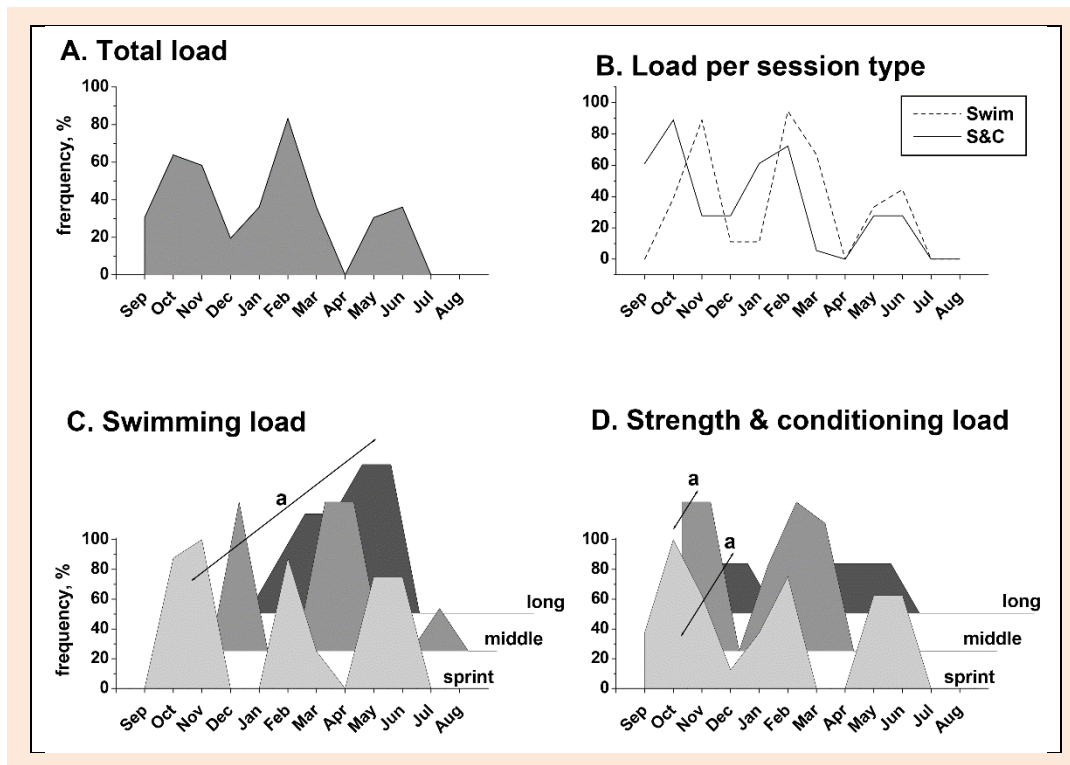 A. Total load
frerquency, %
100
80
60
40
20
0
Sep Oct Nov Dec Jan Feb Mar Apr May Jun Jul Aug
B. Load per session type
Swim
S&C
100
80
60
40
20
0
Sep Oct Nov Dec Jan Feb Mar Apr May Jun Jul Aug
C. Swimming load
a
frequency, %
100
80
60
40
20
0
long
middle
sprint
Sep Oct Nov Dec Jan Feb Mar Apr May Jun Jul Aug
D. Strength & conditioning load
a
a
100
80
60
40
20
0
long
middle
sprint
Sep Oct Nov Dec Jan Feb Mar Apr May Jun Jul Aug